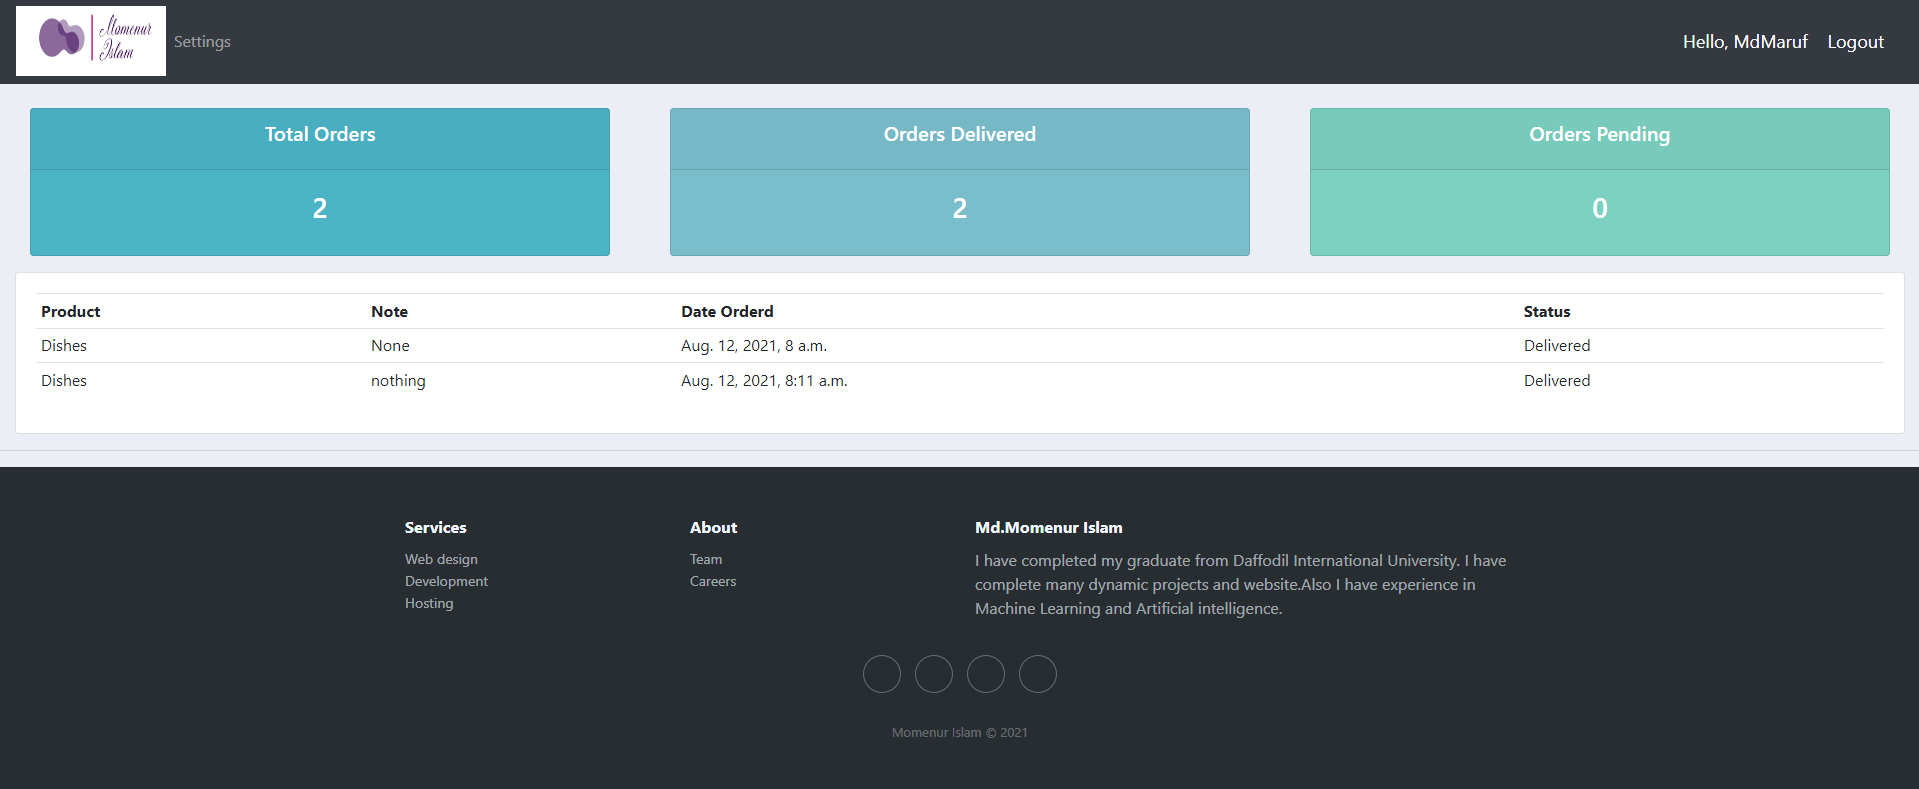 Momenur
Islam
Settings
Hello, MdMaruf
Logout
Total Orders
2
Orders Delivered
2
Orders Pending
0
Product Note Date Orderd Status
Dishes None Aug. 12, 2021, 8 a.m. Delivered
Dishes nothing Aug. 12, 2021, 8:11 a.m. Delivered
Services
Web design
Development
Hosting
About
Team
Careers
Md.Momenur Islam
I have completed my graduate from Daffodil International University. I have
complete many dynamic projects and website.Also I have experience in
Machine Learning and Artificial intelligence.
Momenur Islam © 2021